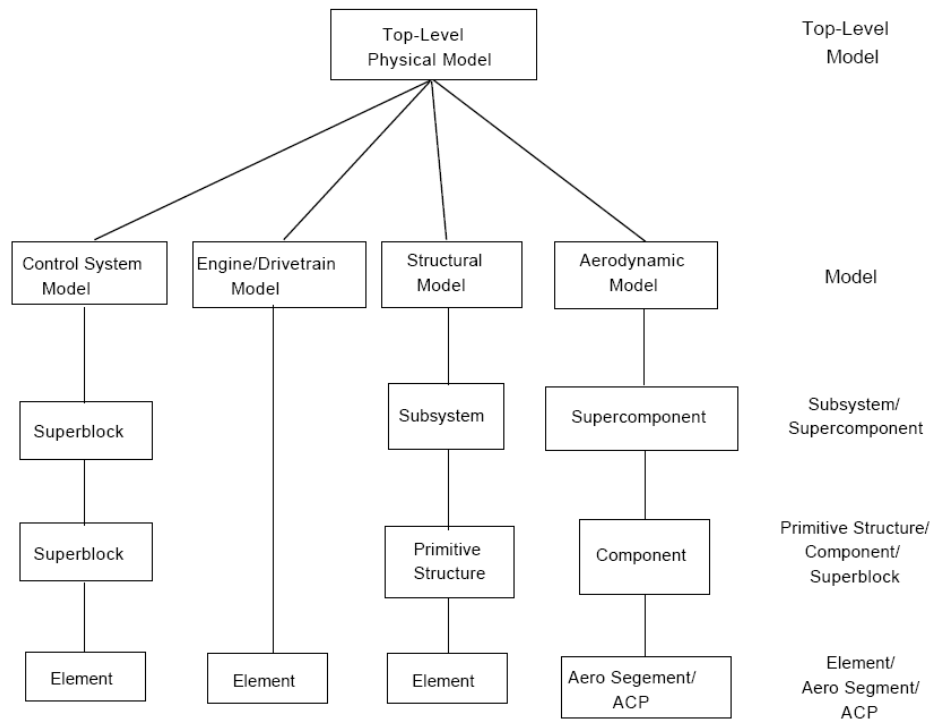 Top-Level
Physical Model
Top-Level
Model
Control System
Model
Engine/Drivetrain
Model
Structural
Model
Aerodynamic
Model
Model
Superblock
Subsystem
Supercomponent
Subsystem/
Supercomponent
Superblock
Primitive
Structure
Component
Primitive Structure/
Component/
Superblock
Element
Element
Element
Aero Segement/
ACP
Element/
Aero Segment/
ACP